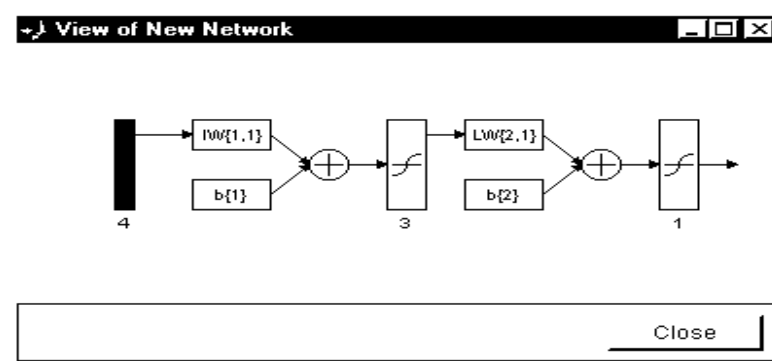 View of New Network
IW{1,1}
LW{2,1}
b{1}
b{2}
4
3
1
Close